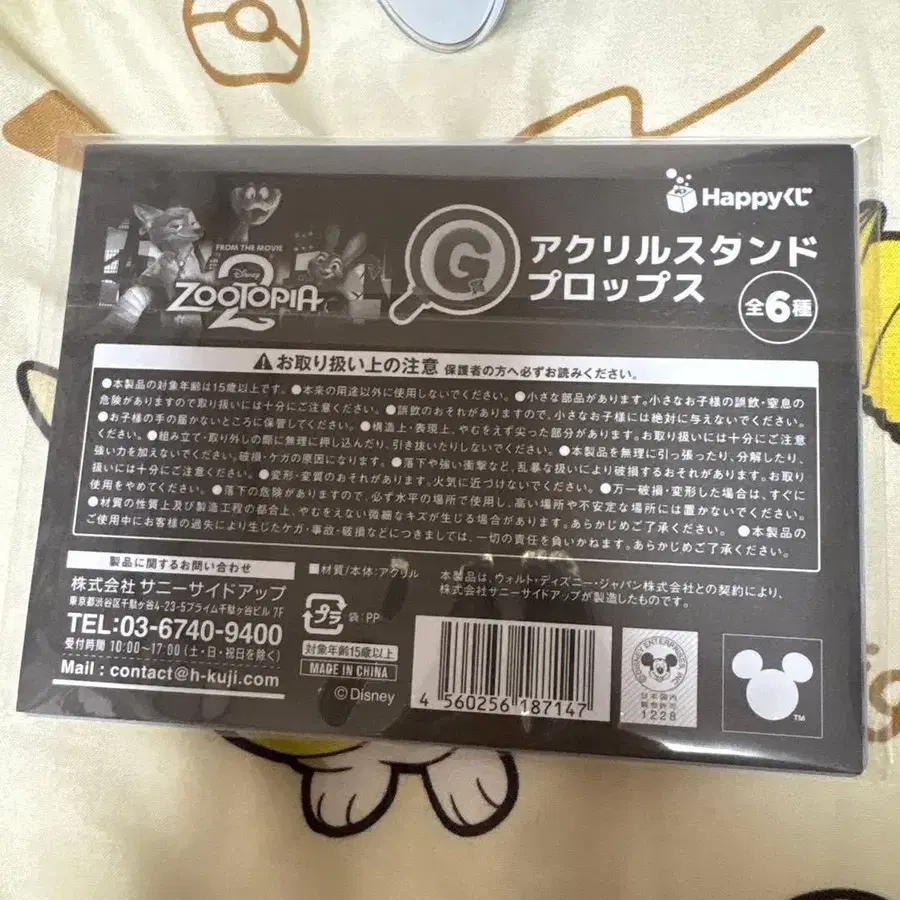 Happyくじ
FROM THE MOVIE
Disney
ZOOTOPIA
2
G賞
アクリルスタンド
プロップス
全6種
お取り扱い上の注意 保護者の方へ必ずお読みください。
●本製品の対象年齢は15歳以上です。●本来の用途以外に使用しないでください。●小さな部品があります。小さなお子様の誤飲・窒息の
危険がありますので取り扱いには十分にご注意ください。●誤飲のおそれがありますので、小さなお子様には絶対に与えないでください。
●お子様の手の届かないところに保管してください。●構造上・表現上、やむをえず尖った部分があります。お取り扱いには十分にご注意
ください。●組み立て・取り外しの際に無理に押し込んだり、引き抜いたりしないでください。●本製品を無理に引っ張ったり、分解したり、
強い力を加えないでください。破損・ケガの原因になります。●落下や強い衝撃など、乱暴な扱いにより破損するおそれがあります。お取り
扱いには十分にご注意ください。●変形・変質のおそれがあります。火気に近づけないでください。●万一破損・変形した場合は、すぐに
使用をやめてください。●落下の危険がありますので、必ず水平の場所で使用し、高い場所や不安定な場所には置かないでください。
●材質の性質上及び製造工程の都合上、やむをえない微細なキズが生じる場合があります。あらかじめご了承ください。●本製品の
ご使用中にお客様の過失により生じたケガ・事故・破損などにつきましては、一切の責任を負いかねます。あらかじめご了承ください。
製品に関するお問い合わせ
株式会社 サニーサイドアップ
東京都渋谷区千駄ヶ谷4-23-5プライム千駄ヶ谷ビル 7F
TEL:03-6740-9400
受付時間 10:00〜17:00 (土・日・祝日を除く)
Mail : contact@h-kuji.com
■材質/本体:アクリル
プラ
袋:PP
対象年齢15歳以上
MADE IN CHINA
©Disney
本製品は、ウォルト・ディズニー・ジャパン株式会社との契約により、
株式会社サニーサイドアップが製造したものです。
4 560256 187147
DISNEY ENTERPRISES, INC.
日本国内
販売許可
1228
TM